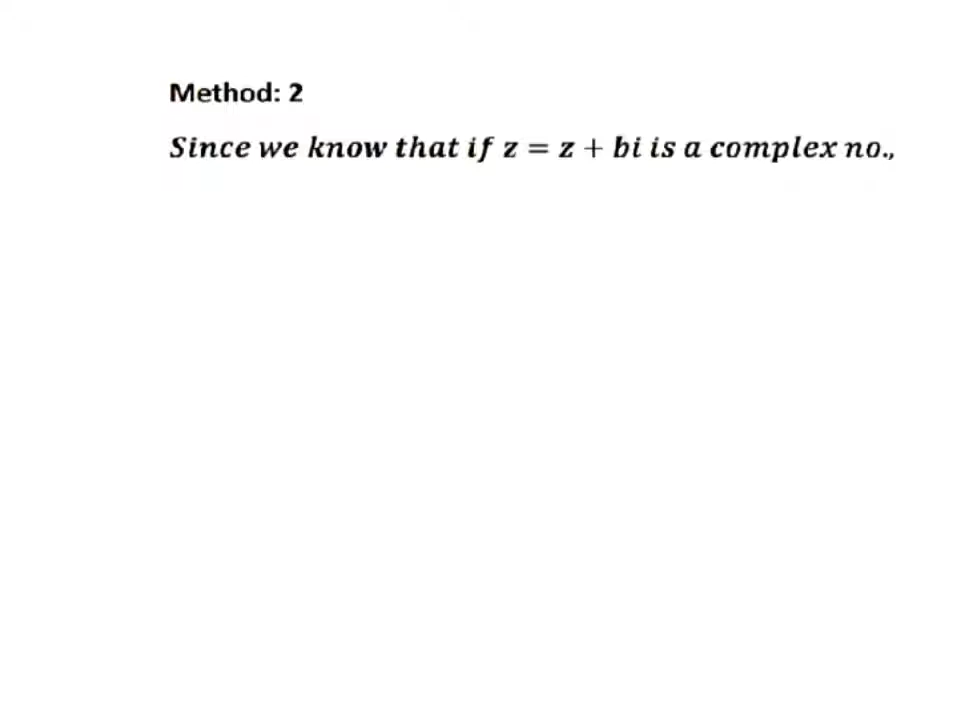 Method: 2
Since we know that if z = z + bi is a complex no.,